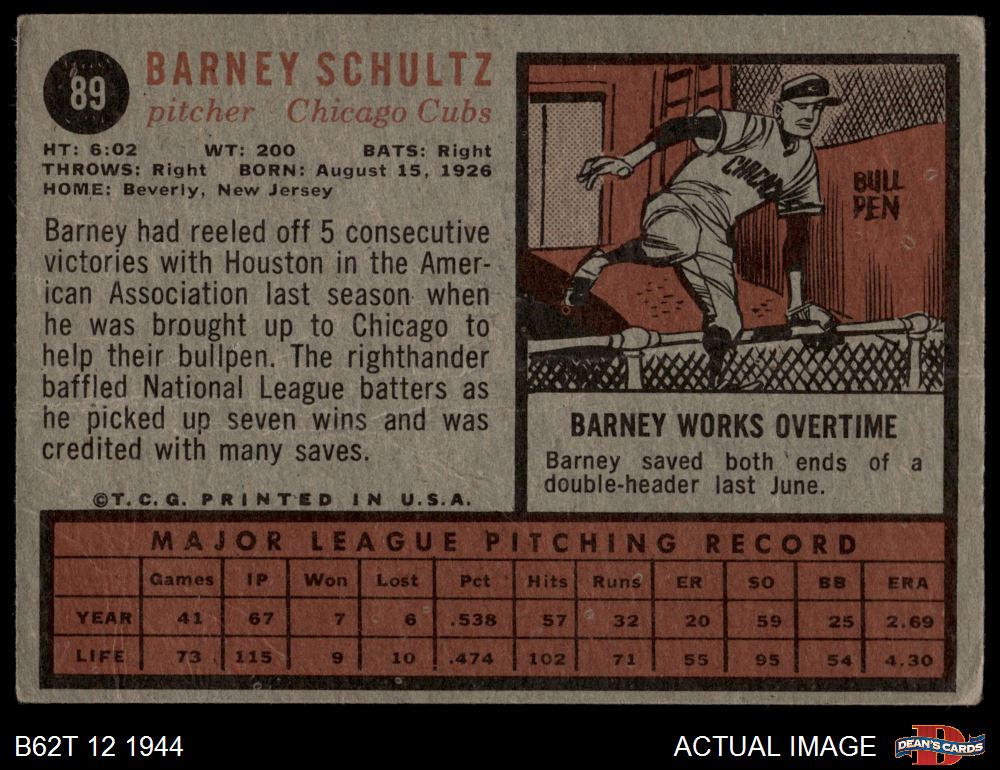 89
BARNEY SCHULTZ
pitcher Chicago Cubs
HT: 6:02 WT: 200 BATS: Right
THROWS: Right BORN: August 15, 1926
HOME: Beverly, New Jersey
Barney had reeled off 5 consecutive
victories with Houston in the Amer-
ican Association last season when
he was brought up to Chicago to
help their bullpen. The righthander
baffled National League batters as
he picked up seven wins and was
credited with many saves.
©T.C.G. PRINTED IN U.S.A.
BULL
PEN
BARNEY WORKS OVERTIME
Barney saved both ends of a
double-header last June.
MAJOR LEAGUE PITCHING RECORD
Games IP Won Lost Pct Hits Runs ER SO BB ERA
YEAR 41 67 7 6 .538 57 32 20 59 25 2.69
LIFE 73 115 9 10 .474 102 71 55 95 54 4.30
B62T 12 1944
ACTUAL IMAGE
DEAN'S CARDS